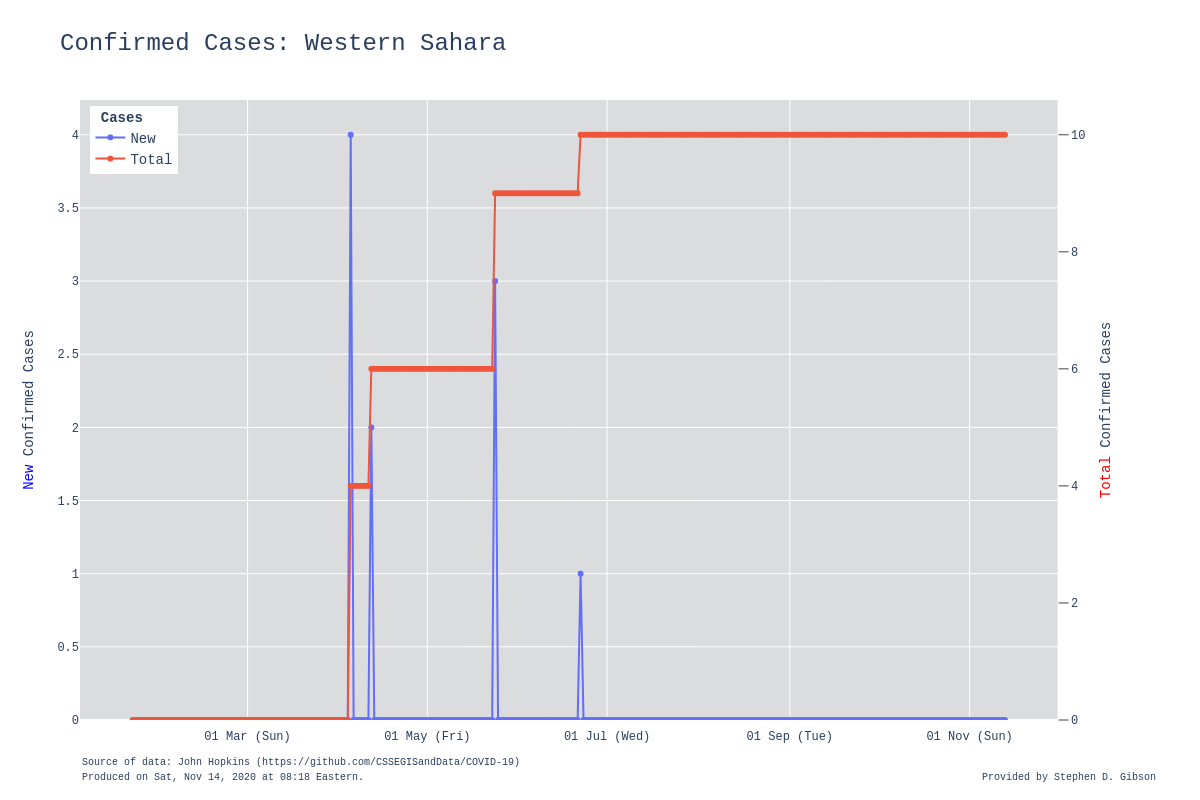 Confirmed Cases: Western Sahara
Cases
New
Total
4
3.5
3
2.5
2
1.5
1
0.5
0
New Confirmed Cases
10
8
6
4
2
0
Total Confirmed Cases
01 Mar (Sun)
01 May (Fri)
01 Jul (Wed)
01 Sep (Tue)
01 Nov (Sun)
Source of data: John Hopkins (https://github.com/CSSEGISandData/COVID-19)
Produced on Sat, Nov 14, 2020 at 08:18 Eastern.
Provided by Stephen D. Gibson